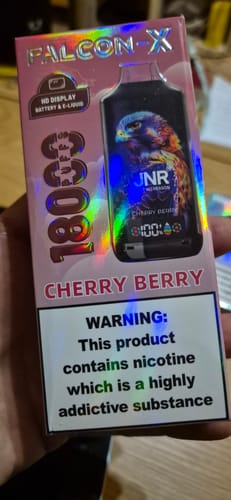 FALCON-X
HD DISPLAY
BATTERY & E-LIQUID
18000
PUFFS
JNR
CHERRY BERRY
100%
CHERRY BERRY
WARNING:
This product
contains nicotine
which is a highly
addictive substance